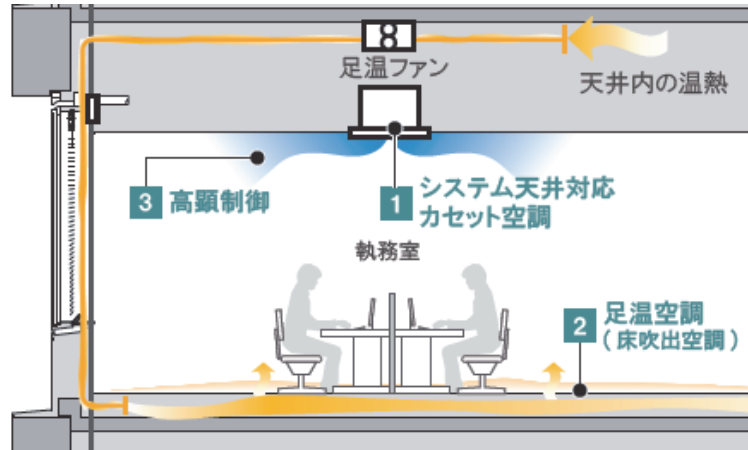 足温ファン
天井内の温熱
3 高顕制御
1 システム天井対応
カセット空調
執務室
2 足温空調
(床吹出空調)